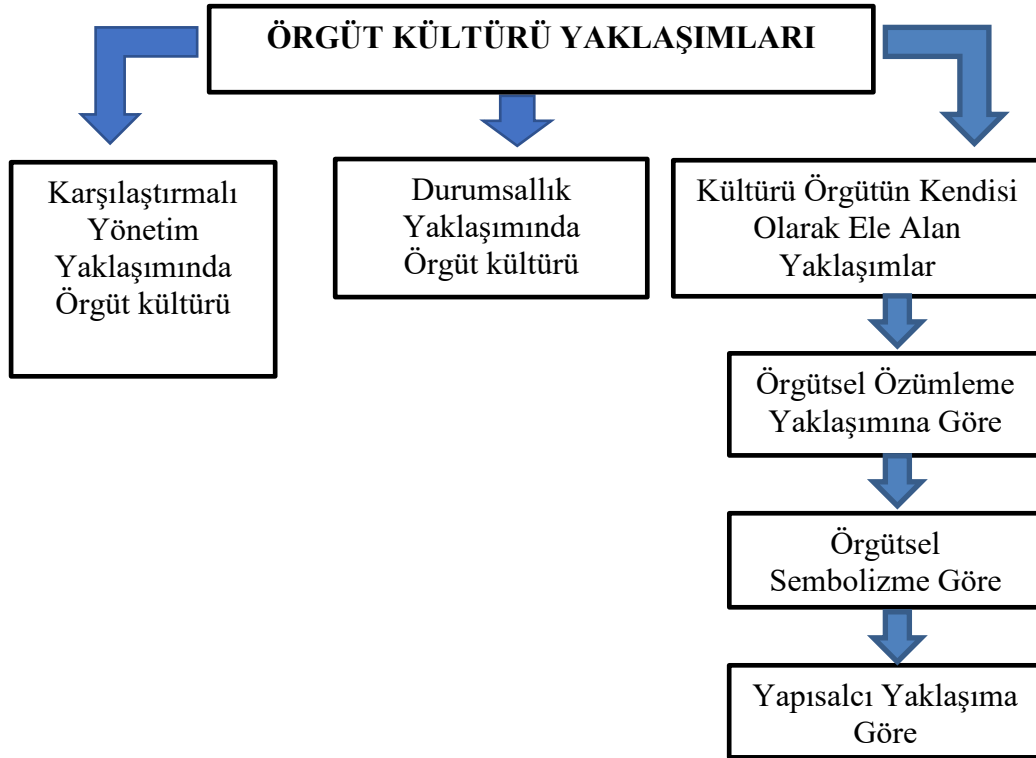 ÖRGÜT KÜLTÜRÜ YAKLAŞIMLARI
Karşılaştırmalı
Yönetim
Yaklaşımında
Örgüt kültürü
Durumsallık
Yaklaşımında
Örgüt kültürü
Kültürü Örgütün Kendisi
Olarak Ele Alan
Yaklaşımlar
Örgütsel Özümleme
Yaklaşımına Göre
Örgütsel
Sembolizme Göre
Yapısalcı Yaklaşıma
Göre